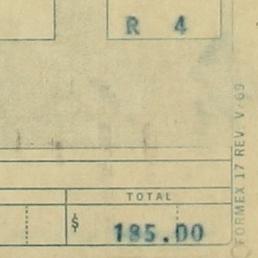 R 4
TOTAL
$ 185.00
FORMEX 17 REV. V-69